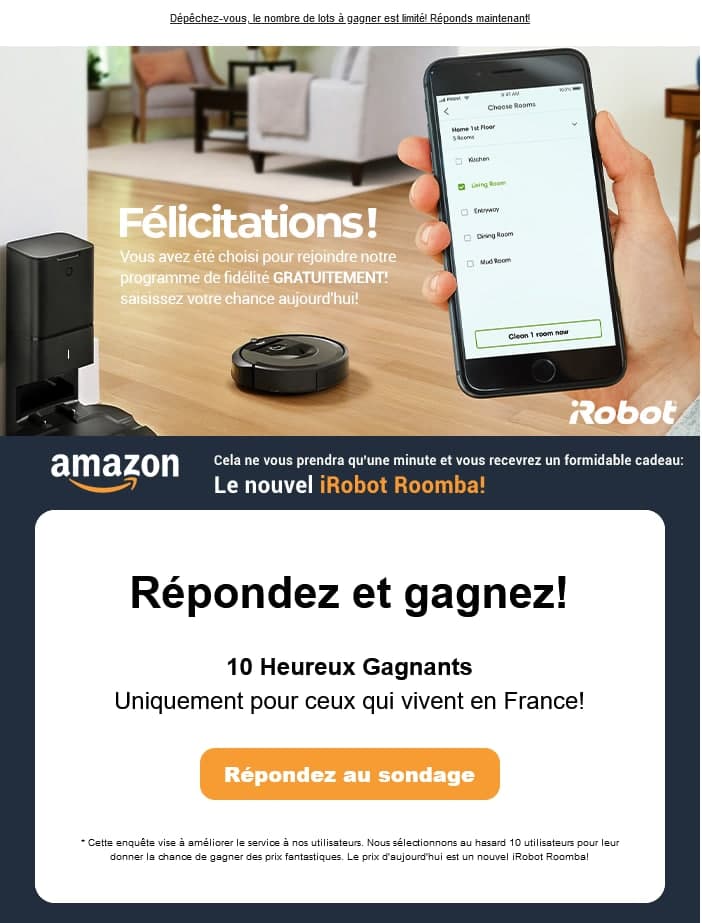 Dépêchez-vous, le nombre de lots à gagner est limité! Réponds maintenant!
9:41 AM
100%
Choose Rooms
Home 1st Floor
5 Rooms
Kitchen
Living Room
Entryway
Dining Room
Mud Room
Clean 1 room now
Félicitations!
Vous avez été choisi pour rejoindre notre
programme de fidélité GRATUITEMENT!
saisissez votre chance aujourd'hui!
iRobot
amazon
Cela ne vous prendra qu'une minute et vous recevrez un formidable cadeau:
Le nouvel iRobot Roomba!
Répondez et gagnez!
10 Heureux Gagnants
Uniquement pour ceux qui vivent en France!
Répondez au sondage
* Cette enquête vise à améliorer le service à nos utilisateurs. Nous sélectionnons au hasard 10 utilisateurs pour leur
donner la chance de gagner des prix fantastiques. Le prix d'aujourd'hui est un nouvel iRobot Roomba!